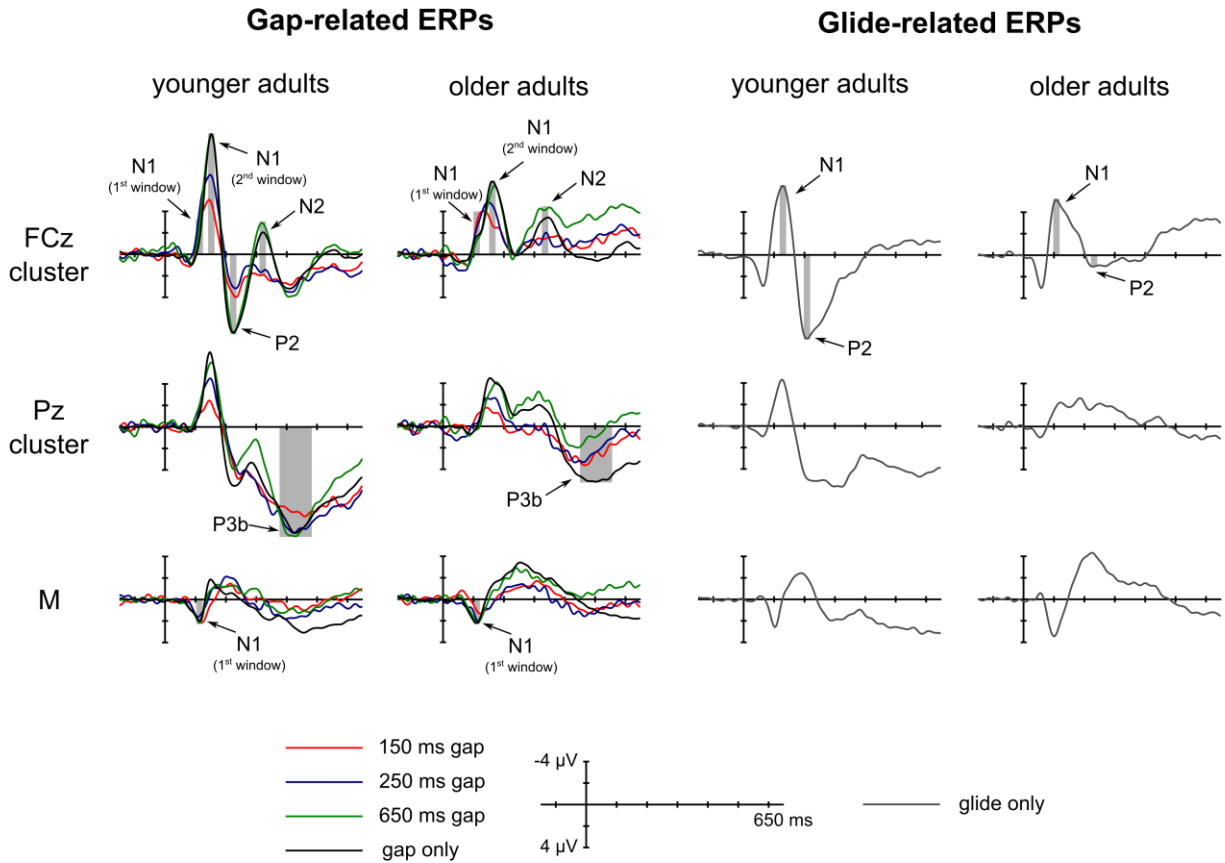 Gap-related ERPs
Glide-related ERPs
younger adults
older adults
younger adults
older adults
FCz
cluster
N1
(1st window)
N1
(2nd window)
N2
P2
N1
(1st window)
N1
(2nd window)
N2
N1
P2
N1
P2
Pz
cluster
P3b
P3b
M
N1
(1st window)
N1
(1st window)
150 ms gap
250 ms gap
650 ms gap
gap only
-4 µV
4 µV
650 ms
glide only